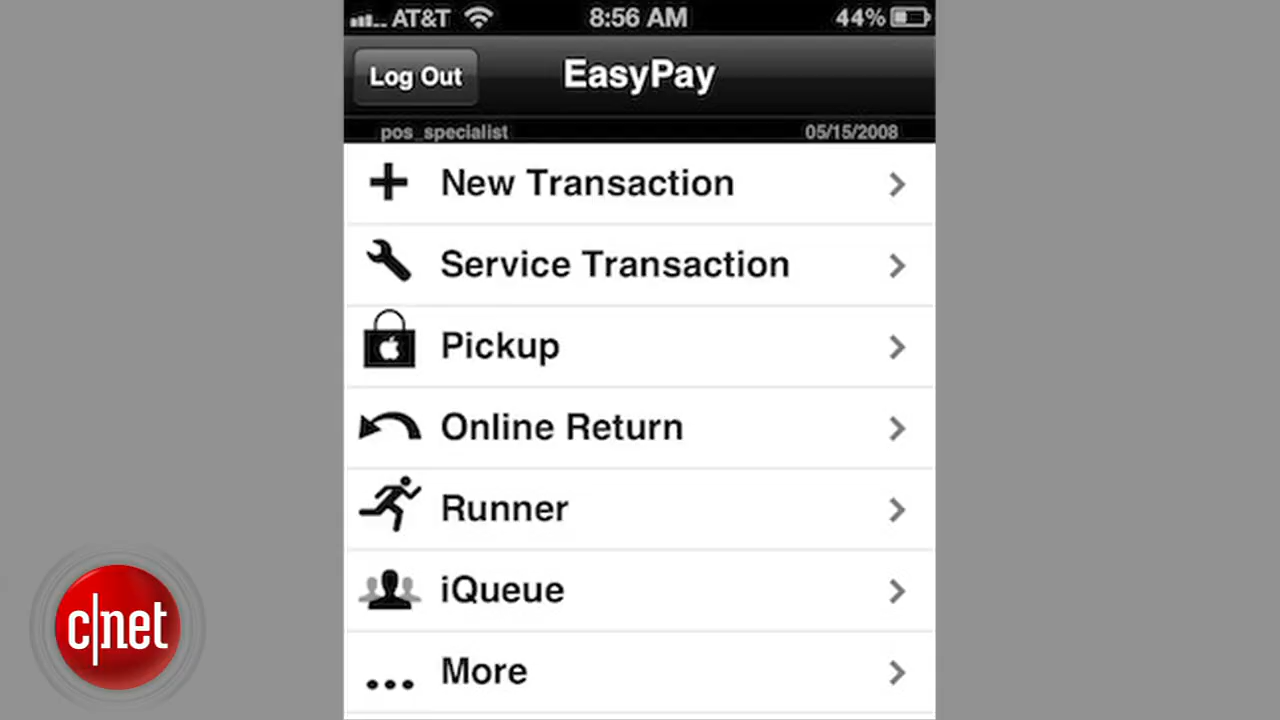 AT&T 8:56 AM 44%
Log Out EasyPay
pos_specialist 05/15/2008
New Transaction
Service Transaction
Pickup
Online Return
Runner
iQueue
More
c|net